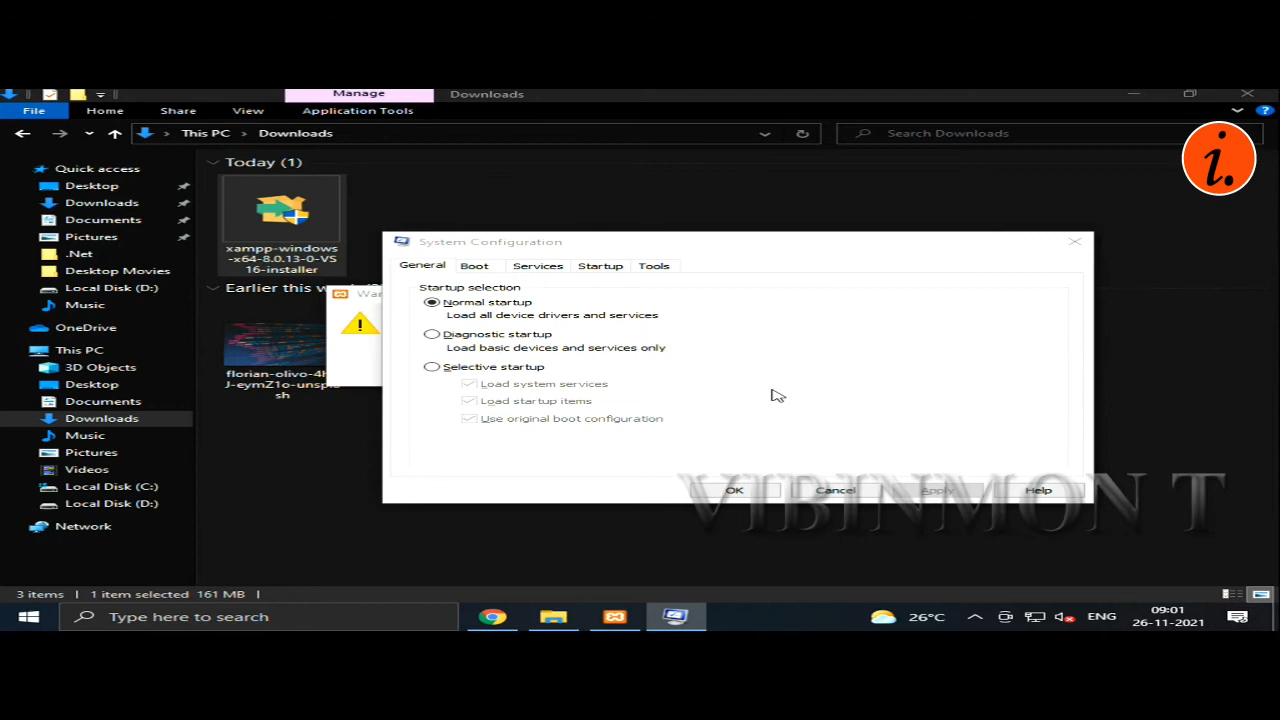 Manage
Downloads
File
Home
Share
View
Application Tools
This PC
Downloads
Search Downloads
i.
Quick access
Desktop
Downloads
Documents
Pictures
.Net
Desktop Movies
Local Disk (D:)
Music
OneDrive
This PC
3D Objects
Desktop
Documents
Downloads
Music
Pictures
Videos
Local Disk (C:)
Local Disk (D:)
Network
Today (1)
xampp-windows
-x64-8.0.13-0-VS
16-installer
Earlier this
florian-olivo-4
J-eymZ1o-unspl
sh
System Configuration
General
Boot
Services
Startup
Tools
Startup selection
Normal startup
Load all device drivers and services
Diagnostic startup
Load basic devices and services only
Selective startup
Load system services
Load startup items
Use original boot configuration
OK
Cancel
Apply
Help
VIBINMON T
3 items
1 item selected 161 MB
Type here to search
26°C
ENG
09:01
26-11-2021